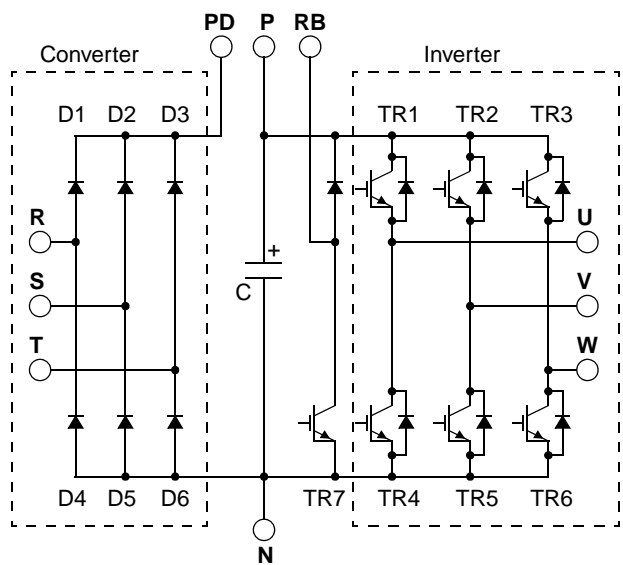 PD P RB
Converter Inverter
D1 D2 D3 TR1 TR2 TR3
R U
+
S C V
T W
D4 D5 D6 TR7 TR4 TR5 TR6
N